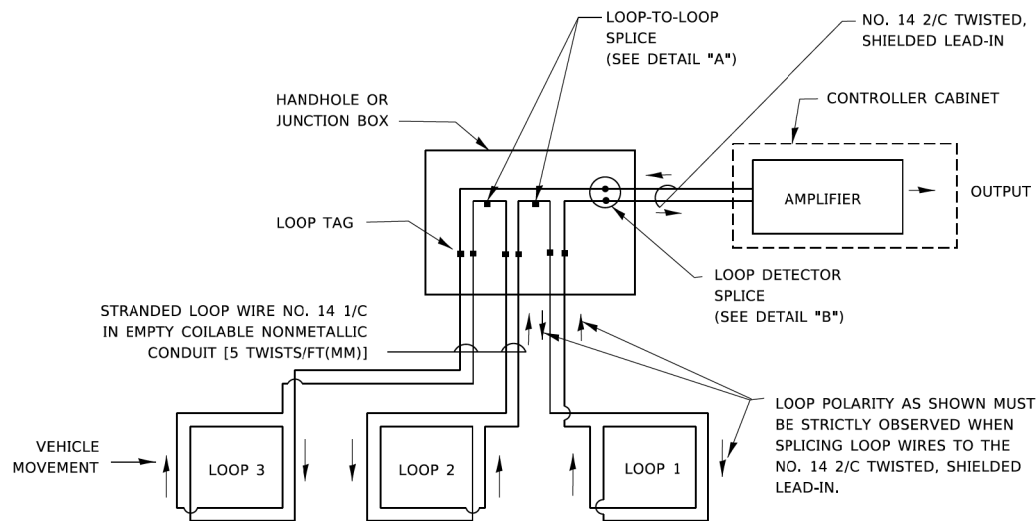 LOOP-TO-LOOP
SPLICE
(SEE DETAIL "A")
NO. 14 2/C TWISTED,
SHIELDED LEAD-IN
HANDHOLE OR
JUNCTION BOX
CONTROLLER CABINET
AMPLIFIER
OUTPUT
LOOP TAG
LOOP DETECTOR
SPLICE
(SEE DETAIL "B")
STRANDED LOOP WIRE NO. 14 1/C
IN EMPTY COILABLE NONMETALLIC
CONDUIT [5 TWISTS/FT(MM)]
LOOP POLARITY AS SHOWN MUST
BE STRICTLY OBSERVED WHEN
SPLICING LOOP WIRES TO THE
NO. 14 2/C TWISTED, SHIELDED
LEAD-IN.
VEHICLE
MOVEMENT
LOOP 3
LOOP 2
LOOP 1